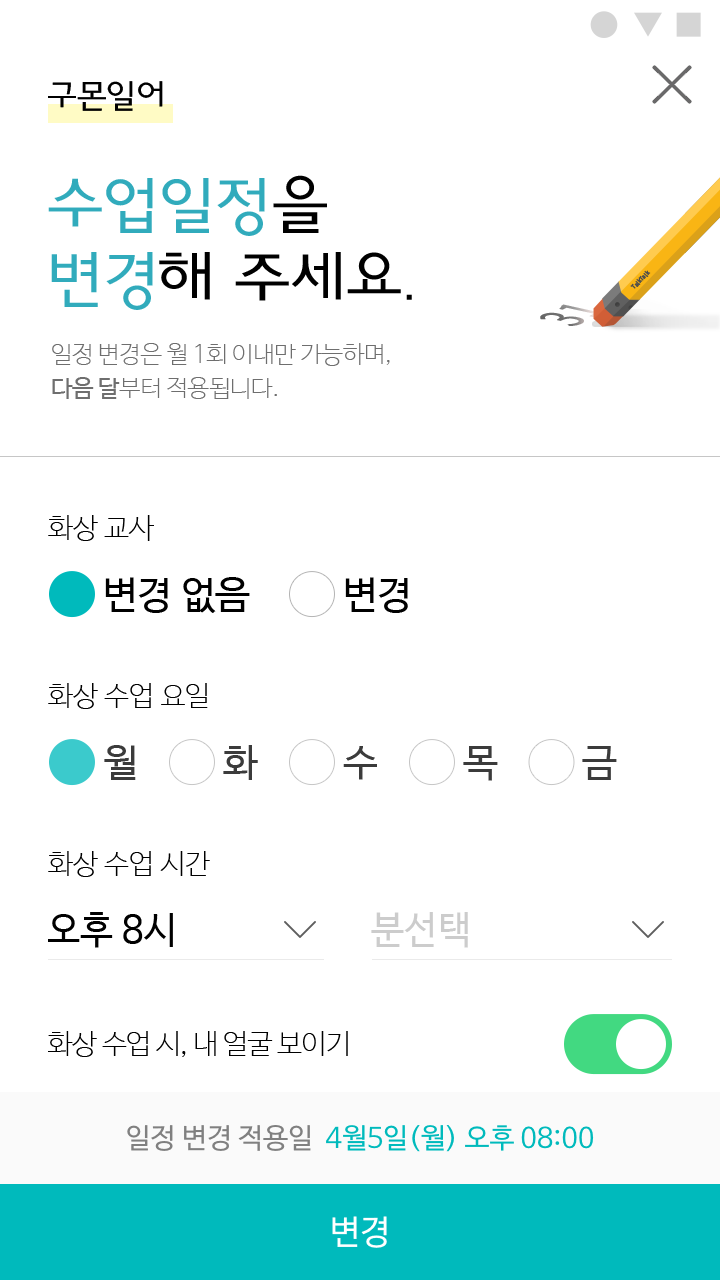 구몬일어
수업일정을
변경해 주세요.
TalkTalk
31
일정 변경은 월 1회 이내만 가능하며,
다음 달부터 적용됩니다.
화상 교사
변경 없음 변경
화상 수업 요일
월 화 수 목 금
화상 수업 시간
오후 8시 분선택
화상 수업 시, 내 얼굴 보이기
일정 변경 적용일 4월5일(월) 오후 08:00
변경